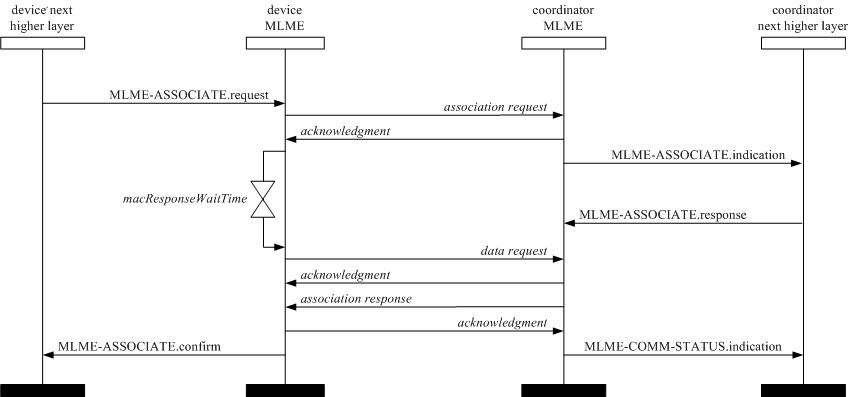 device next
higher layer
device
MLME
coordinator
MLME
coordinator
next higher layer
MLME-ASSOCIATE.request
association request
acknowledgment
MLME-ASSOCIATE.indication
macResponseWaitTime
MLME-ASSOCIATE.response
data request
acknowledgment
association response
acknowledgment
MLME-ASSOCIATE.confirm
MLME-COMM-STATUS.indication